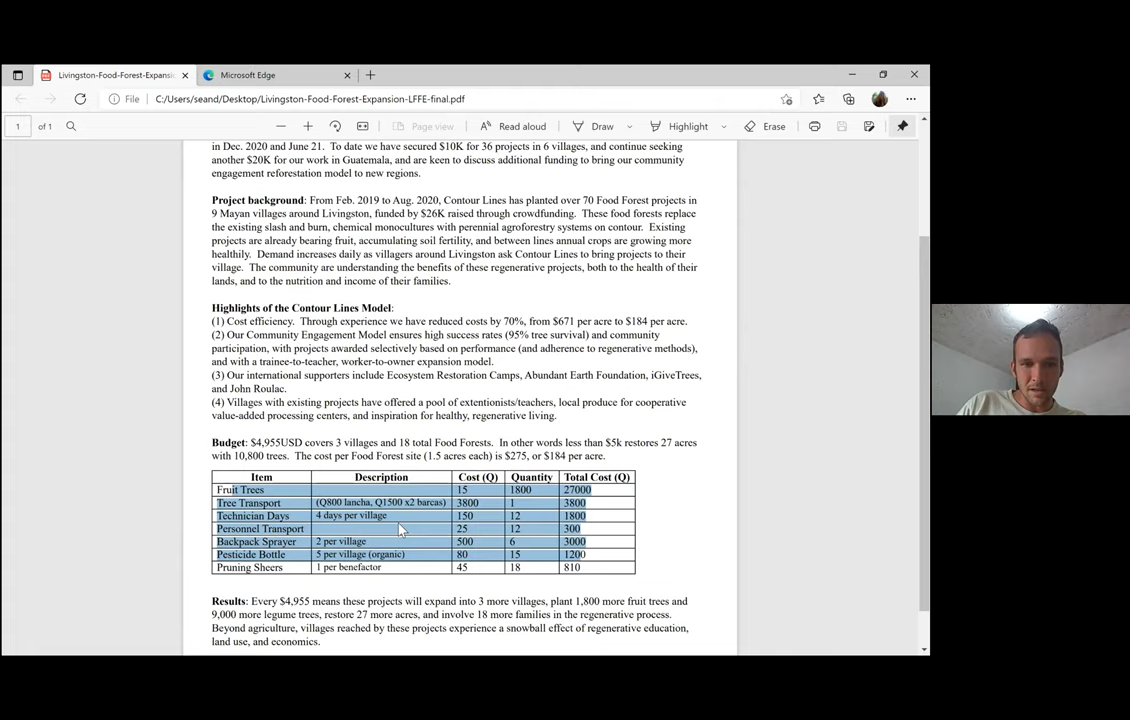 Livingston-Food-Forest-Expansi
Microsoft Edge
File
C:/Users/seand/Desktop/Livingston-Food-Forest-Expansion-LFFE-final.pdf
1 of 1
Page view
Read aloud
Draw
Highlight
Erase
in Dec. 2020 and June 21. To date we have secured $10K for 36 projects in 6 villages, and continue seeking
another $20K for our work in Guatemala, and are keen to discuss additional funding to bring our community
engagement reforestation model to new regions.
Project background: From Feb. 2019 to Aug. 2020, Contour Lines has planted over 70 Food Forest projects in
9 Mayan villages around Livingston, funded by $26K raised through crowdfunding. These food forests replace
the existing slash and burn, chemical monocultures with perennial agroforestry systems on contour. Existing
projects are already bearing fruit, accumulating soil fertility, and between lines annual crops are growing more
healthily. Demand increases daily as villagers around Livingston ask Contour Lines to bring projects to their
village. The community are understanding the benefits of these regenerative projects, both to the health of their
lands, and to the nutrition and income of their families.
Highlights of the Contour Lines Model:
(1) Cost efficiency. Through experience we have reduced costs by 70%, from $671 per acre to $184 per acre.
(2) Our Community Engagement Model ensures high success rates (95% tree survival) and community
participation, with projects awarded selectively based on performance (and adherence to regenerative methods),
and with a trainee-to-teacher, worker-to-owner expansion model.
(3) Our international supporters include Ecosystem Restoration Camps, Abundant Earth Foundation, iGiveTrees,
and John Roulac.
(4) Villages with existing projects have offered a pool of extentionists/teachers, local produce for cooperative
value-added processing centers, and inspiration for healthy, regenerative living.
Budget: $4,955USD covers 3 villages and 18 total Food Forests. In other words less than $5k restores 27 acres
with 10,800 trees. The cost per Food Forest site (1.5 acres each) is $275, or $184 per acre.
Item Description Cost (Q) Quantity Total Cost (Q)
Fruit Trees 15 1800 27000
Tree Transport (Q800 lancha, Q1500 x2 barcas) 3800 1 3800
Technician Days 4 days per village 150 12 1800
Personnel Transport 25 12 300
Backpack Sprayer 2 per village 500 6 3000
Pesticide Bottle 5 per village (organic) 80 15 1200
Pruning Sheers 1 per benefactor 45 18 810
Results: Every $4,955 means these projects will expand into 3 more villages, plant 1,800 more fruit trees and
9,000 more legume trees, restore 27 more acres, and involve 18 more families in the regenerative process.
Beyond agriculture, villages reached by these projects experience a snowball effect of regenerative education,
land use, and economics.